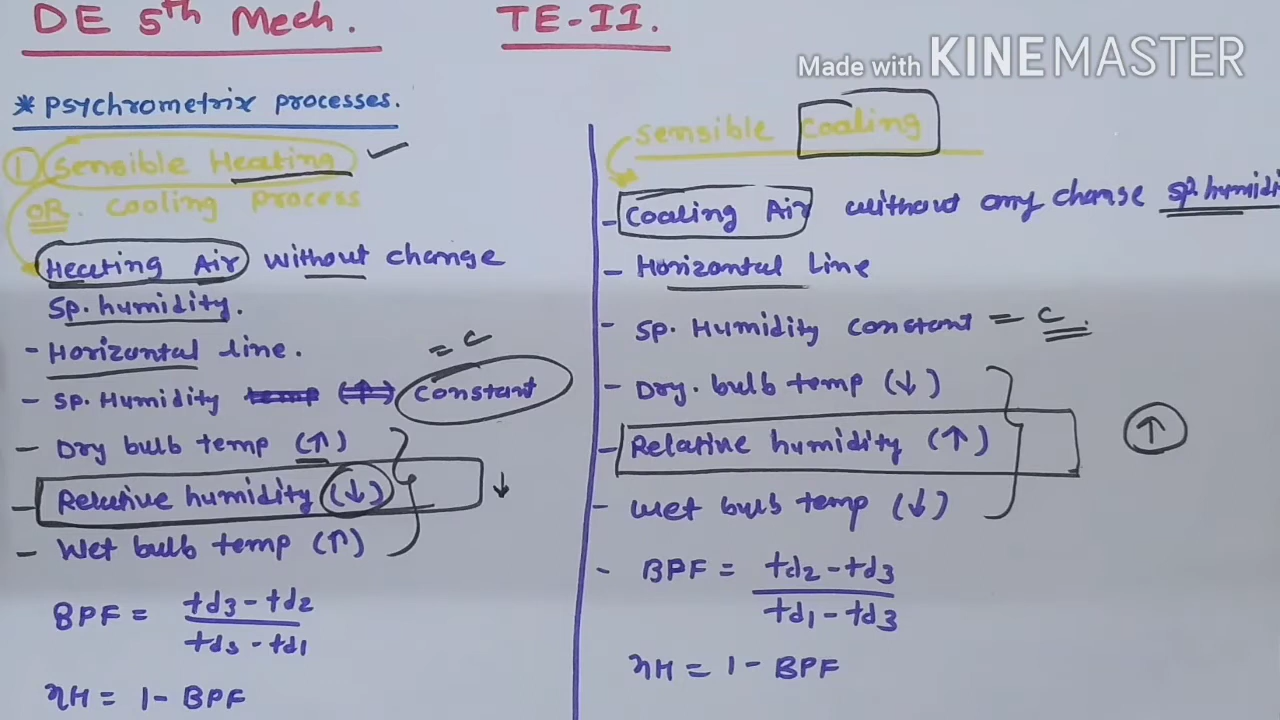 DE 5th Mech. TE-II.
Made with KINEMASTER
* Psychrometrix processes.
① Sensible Heating
OR. cooling process
Heating Air without change
Sp. humidity.
- Horizontal line.
= c
- Sp. Humidity temp (↑) Constant
- Dry bulb temp (↑)
- Relative humidity (↓) ↓
- Wet bulb temp (↑)
BPF = td3 - td2 / td3 - td1
ηH = 1 - BPF
Sensible Cooling
- Cooling Air without any change Sp. humidi
- Horizontal Line
- Sp. Humidity constant = c
- Dry. bulb temp (↓)
- Relative humidity (↑) ↑
- wet bulb temp (↓)
- BPF = td2 - td3 / td1 - td3
ηH = 1 - BPF